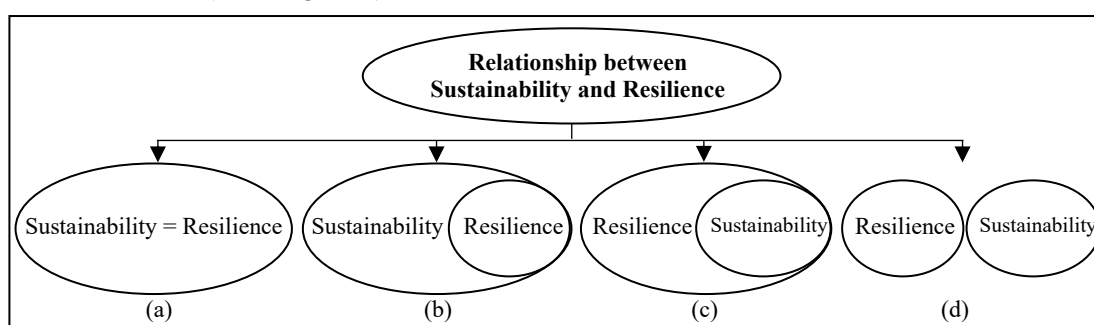 Relationship between
Sustainability and Resilience
Sustainability = Resilience
Sustainability
Resilience
Resilience
Sustainability
Resilience
Sustainability
(a)
(b)
(c)
(d)